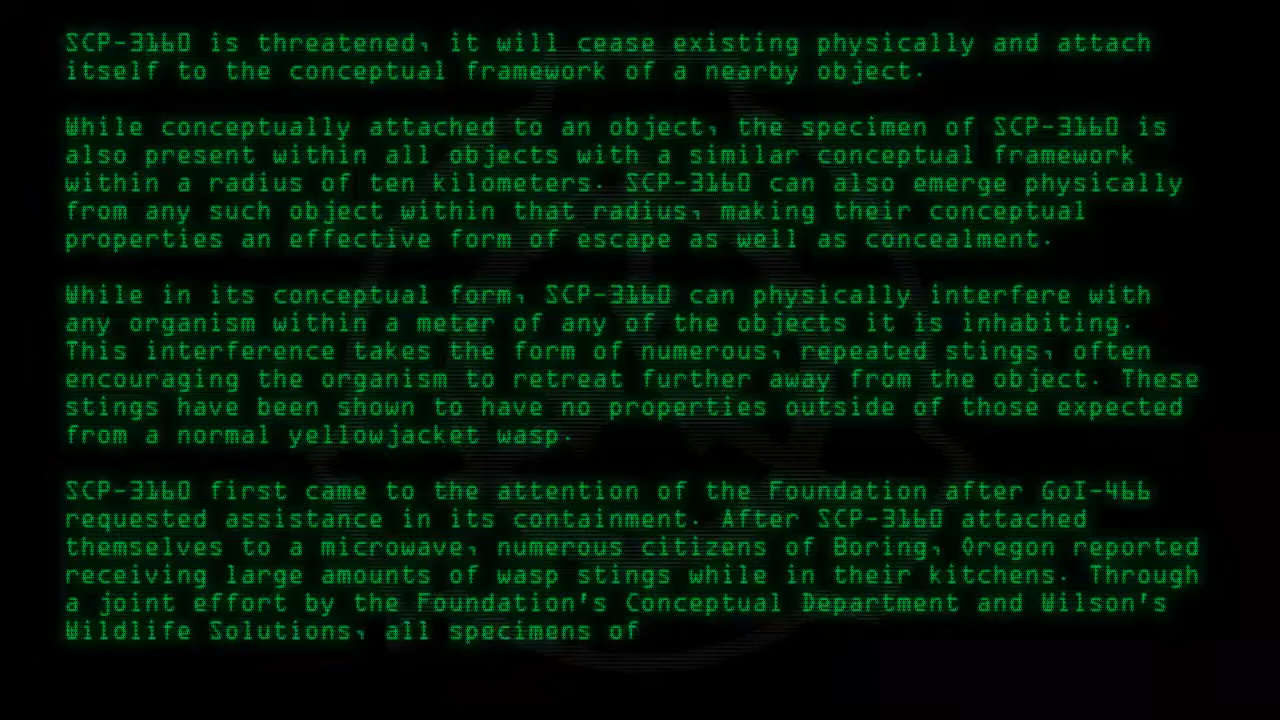 SCP-3160 is threatened, it will cease existing physically and attach
itself to the conceptual framework of a nearby object.
While conceptually attached to an object, the specimen of SCP-3160 is
also present within all objects with a similar conceptual framework
within a radius of ten kilometers. SCP-3160 can also emerge physically
from any such object within that radius, making their conceptual
properties an effective form of escape as well as concealment.
While in its conceptual form, SCP-3160 can physically interfere with
any organism within a meter of any of the objects it is inhabiting.
This interference takes the form of numerous, repeated stings, often
encouraging the organism to retreat further away from the object. These
stings have been shown to have no properties outside of those expected
from a normal yellowjacket wasp.
SCP-3160 first came to the attention of the Foundation after GoI-466
requested assistance in its containment. After SCP-3160 attached
themselves to a microwave, numerous citizens of Boring, Oregon reported
receiving large amounts of wasp stings while in their kitchens. Through
a joint effort by the Foundation's Conceptual Department and Wilson's
Wildlife Solutions, all specimens of